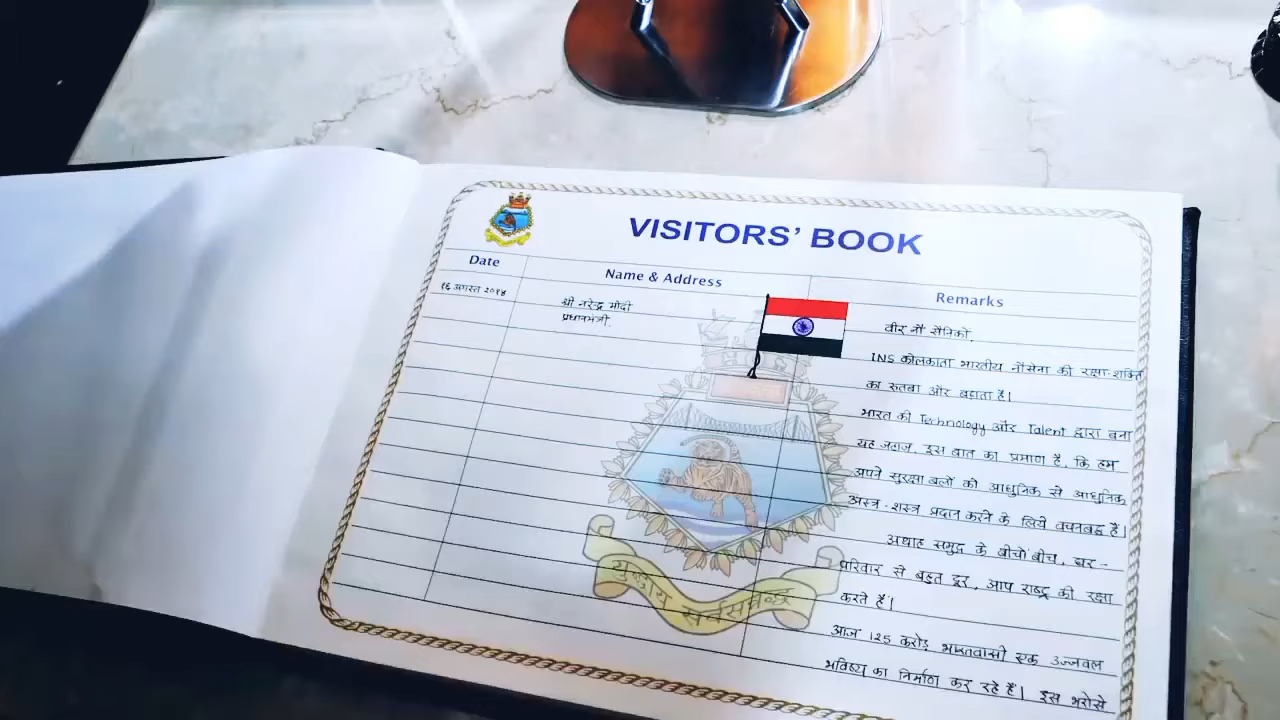 VISITORS' BOOK
Date
Name & Address
Remarks
१६ अगस्त २०१४
श्री नरेन्द्र मोदी
प्रधानमंत्री.
वीर नौ सैनिकों,
INS कोलकाता भारतीय नौसेना की रक्षा-शक्ति
का रुतबा और बढ़ाता है।
भारत की Technology और Talent द्वारा बना
यह जहाज, इस बात का प्रमाण है, कि हम
अपने सुरक्षा बलों को आधुनिक से आधुनिक
अस्त्र-शस्त्र प्रदान करने के लिये वचनबद्ध हैं।
अथाह समुद्र के बीचों बीच, घर-
परिवार से बहुत दूर, आप राष्ट्र की रक्षा
करते हैं।
आज 125 करोड़ भारतवासी एक उज्जवल
भविष्य का निर्माण कर रहे हैं। इस भरोसे
युद्धाय सर्वसन्नद्ध